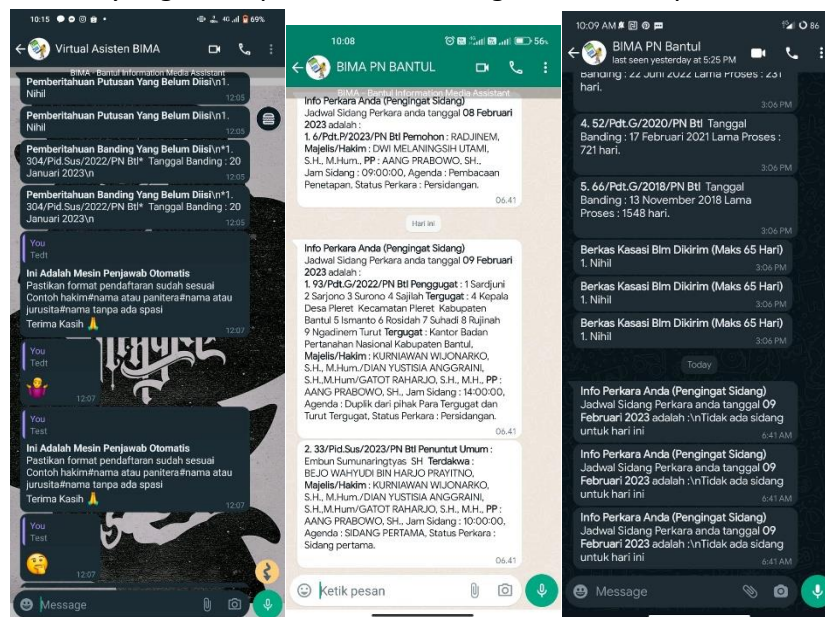 10:15
69%
Virtual Asisten BIMA
BIMA - Bantul Information Media Assistant
Pemberitahuan Putusan Yang Belum Diisi\n1.
Nihil
12:05
Pemberitahuan Putusan Yang Belum Diisi\n1.
Nihil
12:05
Pemberitahuan Banding Yang Belum Diisi\n*1.
304/Pid.Sus/2022/PN Btl* Tanggal Banding : 20
Januari 2023\n
12:05
Pemberitahuan Banding Yang Belum Diisi\n*1.
304/Pid.Sus/2022/PN Btl* Tanggal Banding : 20
Januari 2023\n
12:05
You
Tedt
Ini Adalah Mesin Penjawab Otomatis
Pastikan format pendaftaran sudah sesuai
Contoh hakim#nama atau panitera#nama atau
jurusita#nama tanpa ada spasi
Terima Kasih 🙏
12:07
You
Tedt
🤷‍♀️
12:07
You
Test
Ini Adalah Mesin Penjawab Otomatis
Pastikan format pendaftaran sudah sesuai
Contoh hakim#nama atau panitera#nama atau
jurusita#nama tanpa ada spasi
Terima Kasih 🙏
12:07
You
Test
🤔
12:07
Message
10:08
56
BIMA PN BANTUL
BIMA - Bantul Information Media Assistant
Info Perkara Anda (Pengingat Sidang)
Jadwal Sidang Perkara anda tanggal 08 Februari
2023 adalah :
1. 6/Pdt.P/2023/PN Btl Pemohon : RADJINEM,
Majelis/Hakim : DWI MELANINGSIH UTAMI,
S.H., M.Hum., PP : AANG PRABOWO, SH.,
Jam Sidang : 09:00:00, Agenda : Pembacaan
Penetapan, Status Perkara : Persidangan.
06.41
Hari ini
Info Perkara Anda (Pengingat Sidang)
Jadwal Sidang Perkara anda tanggal 09 Februari
2023 adalah :
1. 93/Pdt.G/2022/PN Btl Penggugat : 1 Sardjuni
2 Sarjono 3 Surono 4 Sajilah Tergugat : 4 Kepala
Desa Pleret Kecamatan Pleret Kabupaten
Bantul 5 Ismanto 6 Rosidah 7 Suhadi 8 Rujinah
9 Ngadinem Turut Tergugat : Kantor Badan
Pertanahan Nasional Kabupaten Bantul,
Majelis/Hakim : KURNIAWAN WIJONARKO,
S.H., M.Hum./DIAN YUSTISIA ANGGRAINI,
S.H.,M.Hum/GATOT RAHARJO, S.H., M.H., PP :
AANG PRABOWO, SH., Jam Sidang : 14:00:00,
Agenda : Duplik dari pihak Para Tergugat dan
Turut Tergugat, Status Perkara : Persidangan.
06.41
2. 33/Pid.Sus/2023/PN Btl Penuntut Umum :
Embun Sumunaringtyas SH Terdakwa :
BEJO WAHYUDI BIN HARJO PRAYITNO,
Majelis/Hakim : KURNIAWAN WIJONARKO,
S.H., M.Hum./DIAN YUSTISIA ANGGRAINI,
S.H., M.Hum/GATOT RAHARJO, S.H., M.H., PP :
AANG PRABOWO, SH., Jam Sidang : 10:00:00,
Agenda : SIDANG PERTAMA, Status Perkara :
Sidang pertama.
06.41
Ketik pesan
10:09 AM
86
BIMA PN Bantul
last seen yesterday at 5:25 PM
Banding : 22 Juni 2022 Lama Proses : 231
hari.
3:06 PM
4. 52/Pdt.G/2020/PN Btl Tanggal
Banding : 17 Februari 2021 Lama Proses :
721 hari.
3:06 PM
5. 66/Pdt.G/2018/PN Btl Tanggal
Banding : 13 November 2018 Lama
Proses : 1548 hari.
3:06 PM
Berkas Kasasi Blm Dikirim (Maks 65 Hari)
1. Nihil
3:06 PM
Berkas Kasasi Blm Dikirim (Maks 65 Hari)
1. Nihil
3:06 PM
Berkas Kasasi Blm Dikirim (Maks 65 Hari)
1. Nihil
3:06 PM
Today
Info Perkara Anda (Pengingat Sidang)
Jadwal Sidang Perkara anda tanggal 09
Februari 2023 adalah :\nTidak ada sidang
untuk hari ini
6:41 AM
Info Perkara Anda (Pengingat Sidang)
Jadwal Sidang Perkara anda tanggal 09
Februari 2023 adalah :\nTidak ada sidang
untuk hari ini
6:41 AM
Info Perkara Anda (Pengingat Sidang)
Jadwal Sidang Perkara anda tanggal 09
Februari 2023 adalah :\nTidak ada sidang
untuk hari ini
6:41 AM
Message